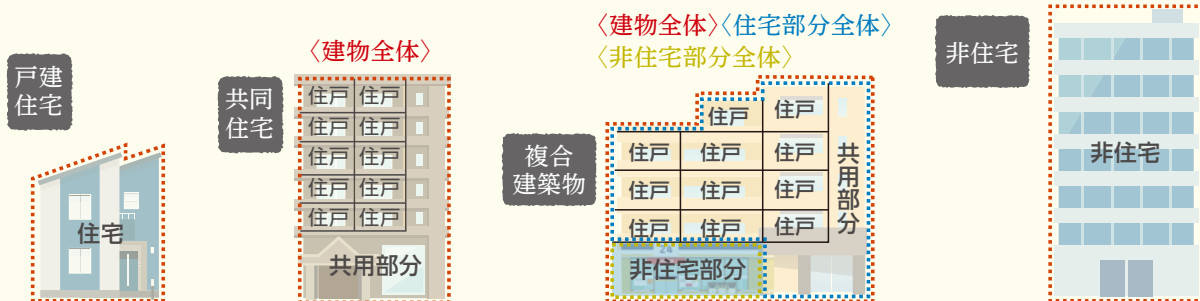 戸建
住宅
住宅
〈建物全体〉
共同
住宅
住戸 住戸
住戸 住戸
住戸 住戸
住戸 住戸
住戸 住戸
共用部分
〈建物全体〉〈住宅部分全体〉
〈非住宅部分全体〉
複合
建築物
住戸 住戸
住戸 住戸 住戸
住戸 住戸 住戸
住戸 住戸 住戸
共用部分
24
非住宅部分
非住宅
非住宅